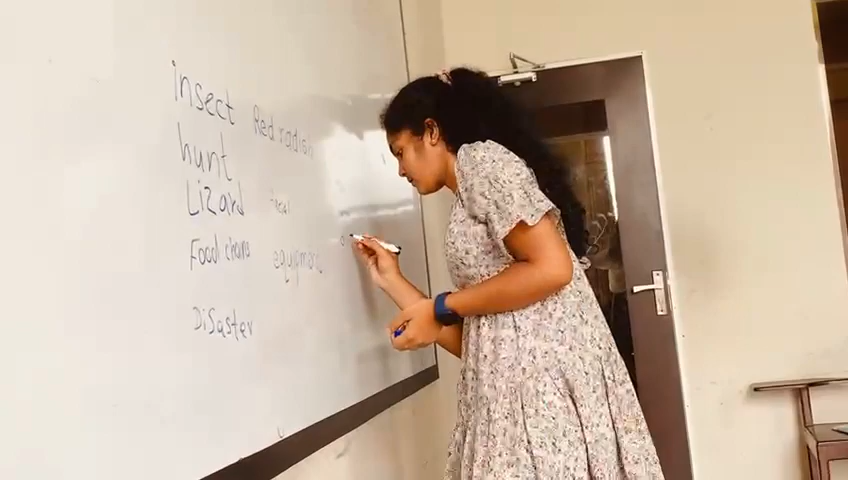 insect
Red radish
hunt
Lizard
Food chain
equipment
Disaster